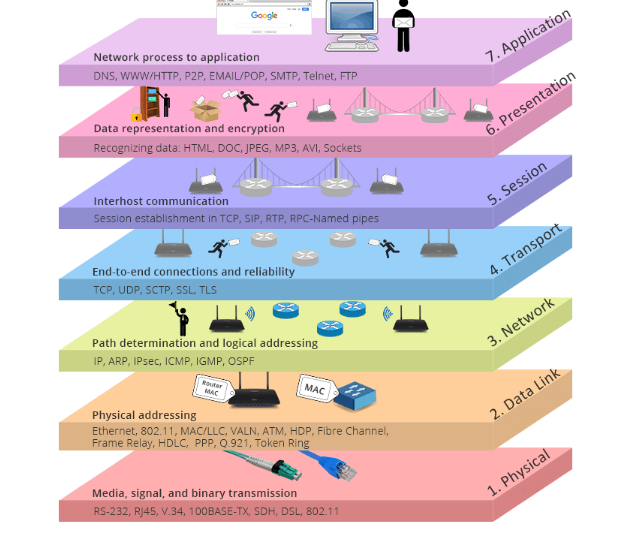 Google
7. Application
Network process to application
DNS, WWW/HTTP, P2P, EMAIL/POP, SMTP, Telnet, FTP
6. Presentation
Data representation and encryption
Recognizing data: HTML, DOC, JPEG, MP3, AVI, Sockets
5. Session
Interhost communication
Session establishment in TCP, SIP, RTP, RPC-Named pipes
4. Transport
End-to-end connections and reliability
TCP, UDP, SCTP, SSL, TLS
3. Network
Path determination and logical addressing
IP, ARP, IPsec, ICMP, IGMP, OSPF
2. Data Link
Router
MAC
MAC
Physical addressing
Ethernet, 802.11, MAC/LLC, VALN, ATM, HDP, Fibre Channel,
Frame Relay, HDLC, PPP, Q.921, Token Ring
1. Physical
Media, signal, and binary transmission
RS-232, RJ45, V.34, 100BASE-TX, SDH, DSL, 802.11